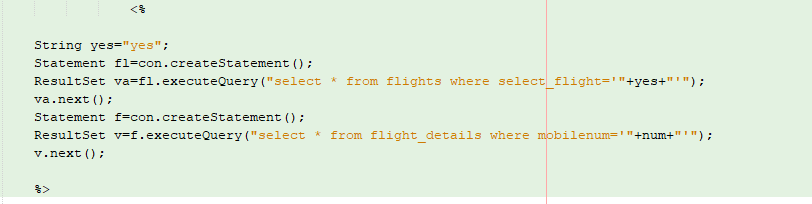 <%
String yes="yes";
Statement fl=con.createStatement();
ResultSet va=fl.executeQuery("select * from flights where select_flight='"+yes+"'");
va.next();
Statement f=con.createStatement();
ResultSet v=f.executeQuery("select * from flight_details where mobilenum='"+num+"'");
v.next();
%>